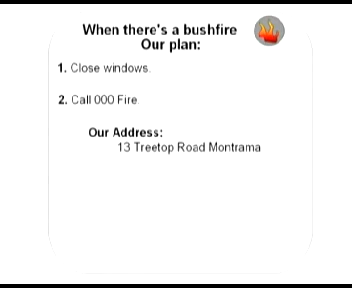 When there's a bushfire
Our plan:
1. Close windows.
2. Call 000 Fire.
Our Address:
13 Treetop Road Montrama